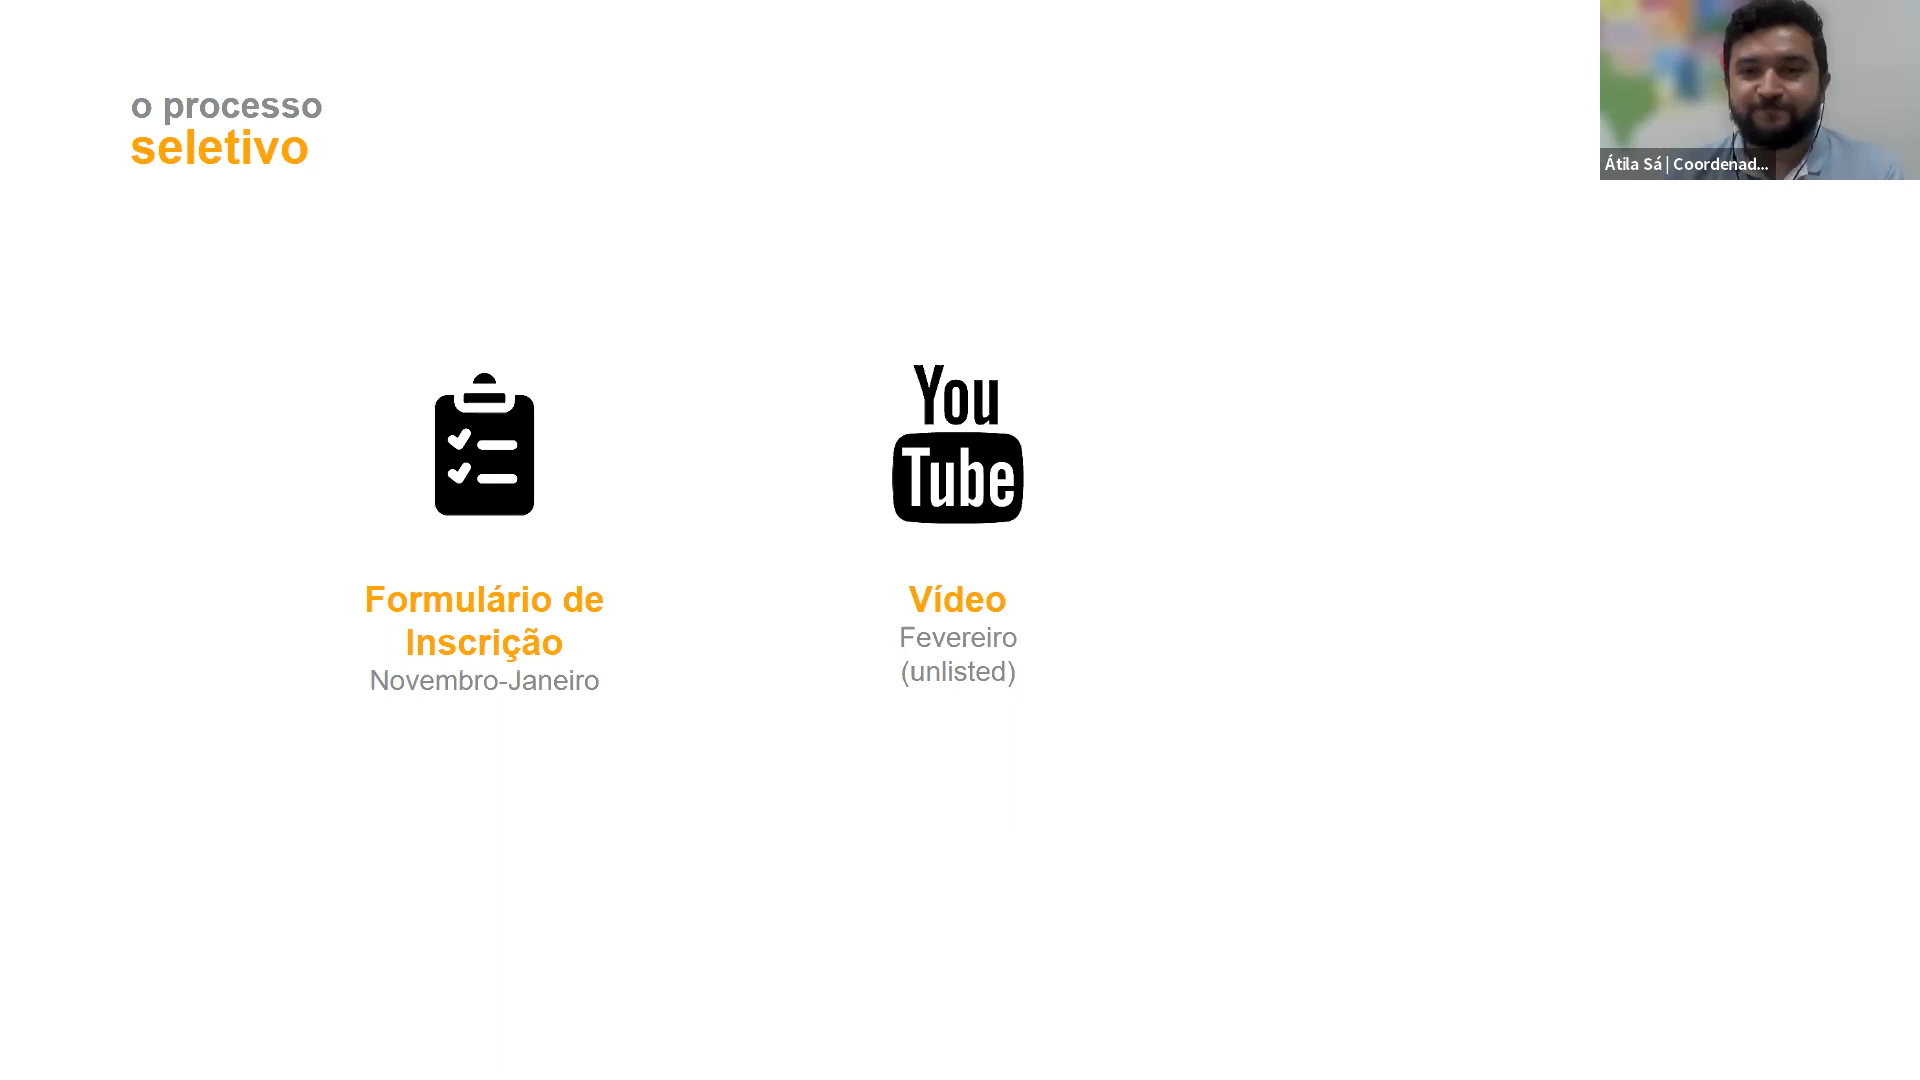 o processo
seletivo
Átila Sá | Coordenad...
You
Tube
Formulário de
Inscrição
Novembro-Janeiro
Vídeo
Fevereiro
(unlisted)